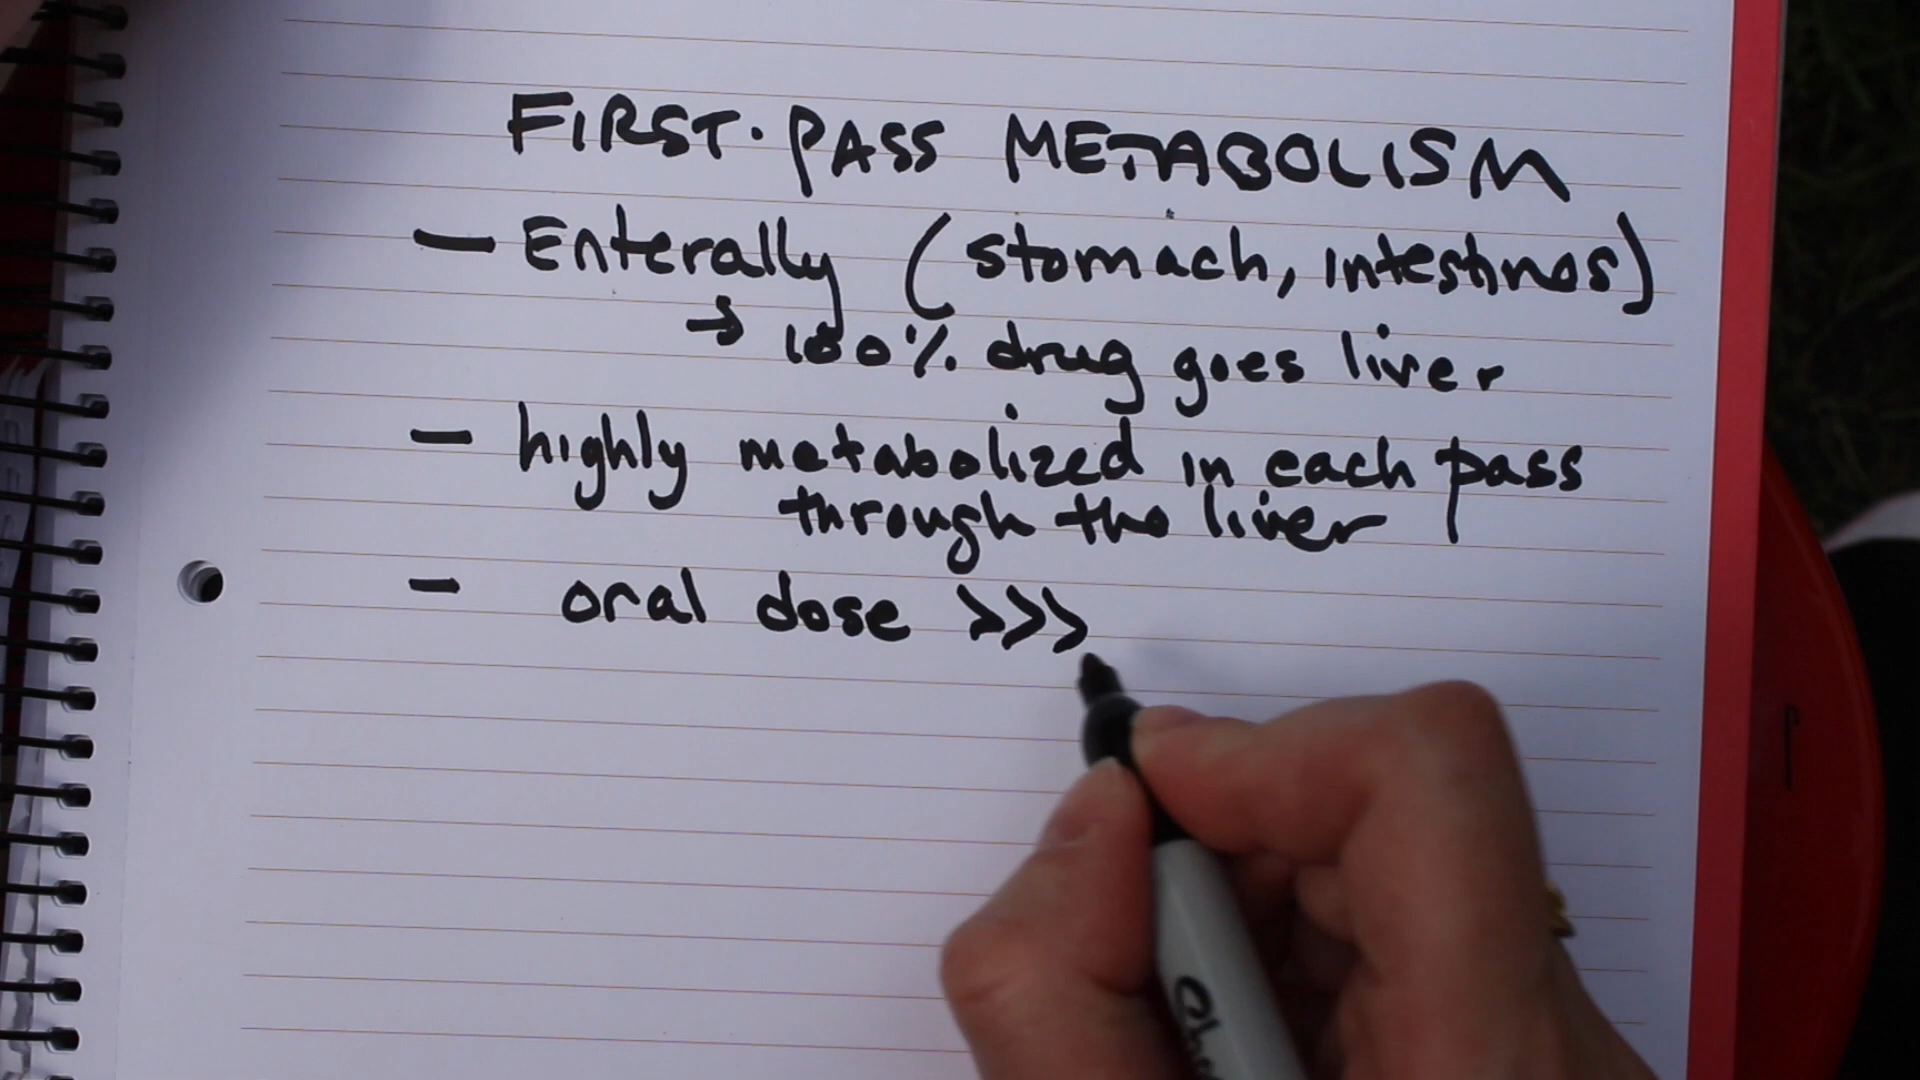 FIRST-PASS METABOLISM
- Enterally (stomach, intestines)
→ 100% drug goes liver
- highly metabolized in each pass
through the liver
- oral dose >>>